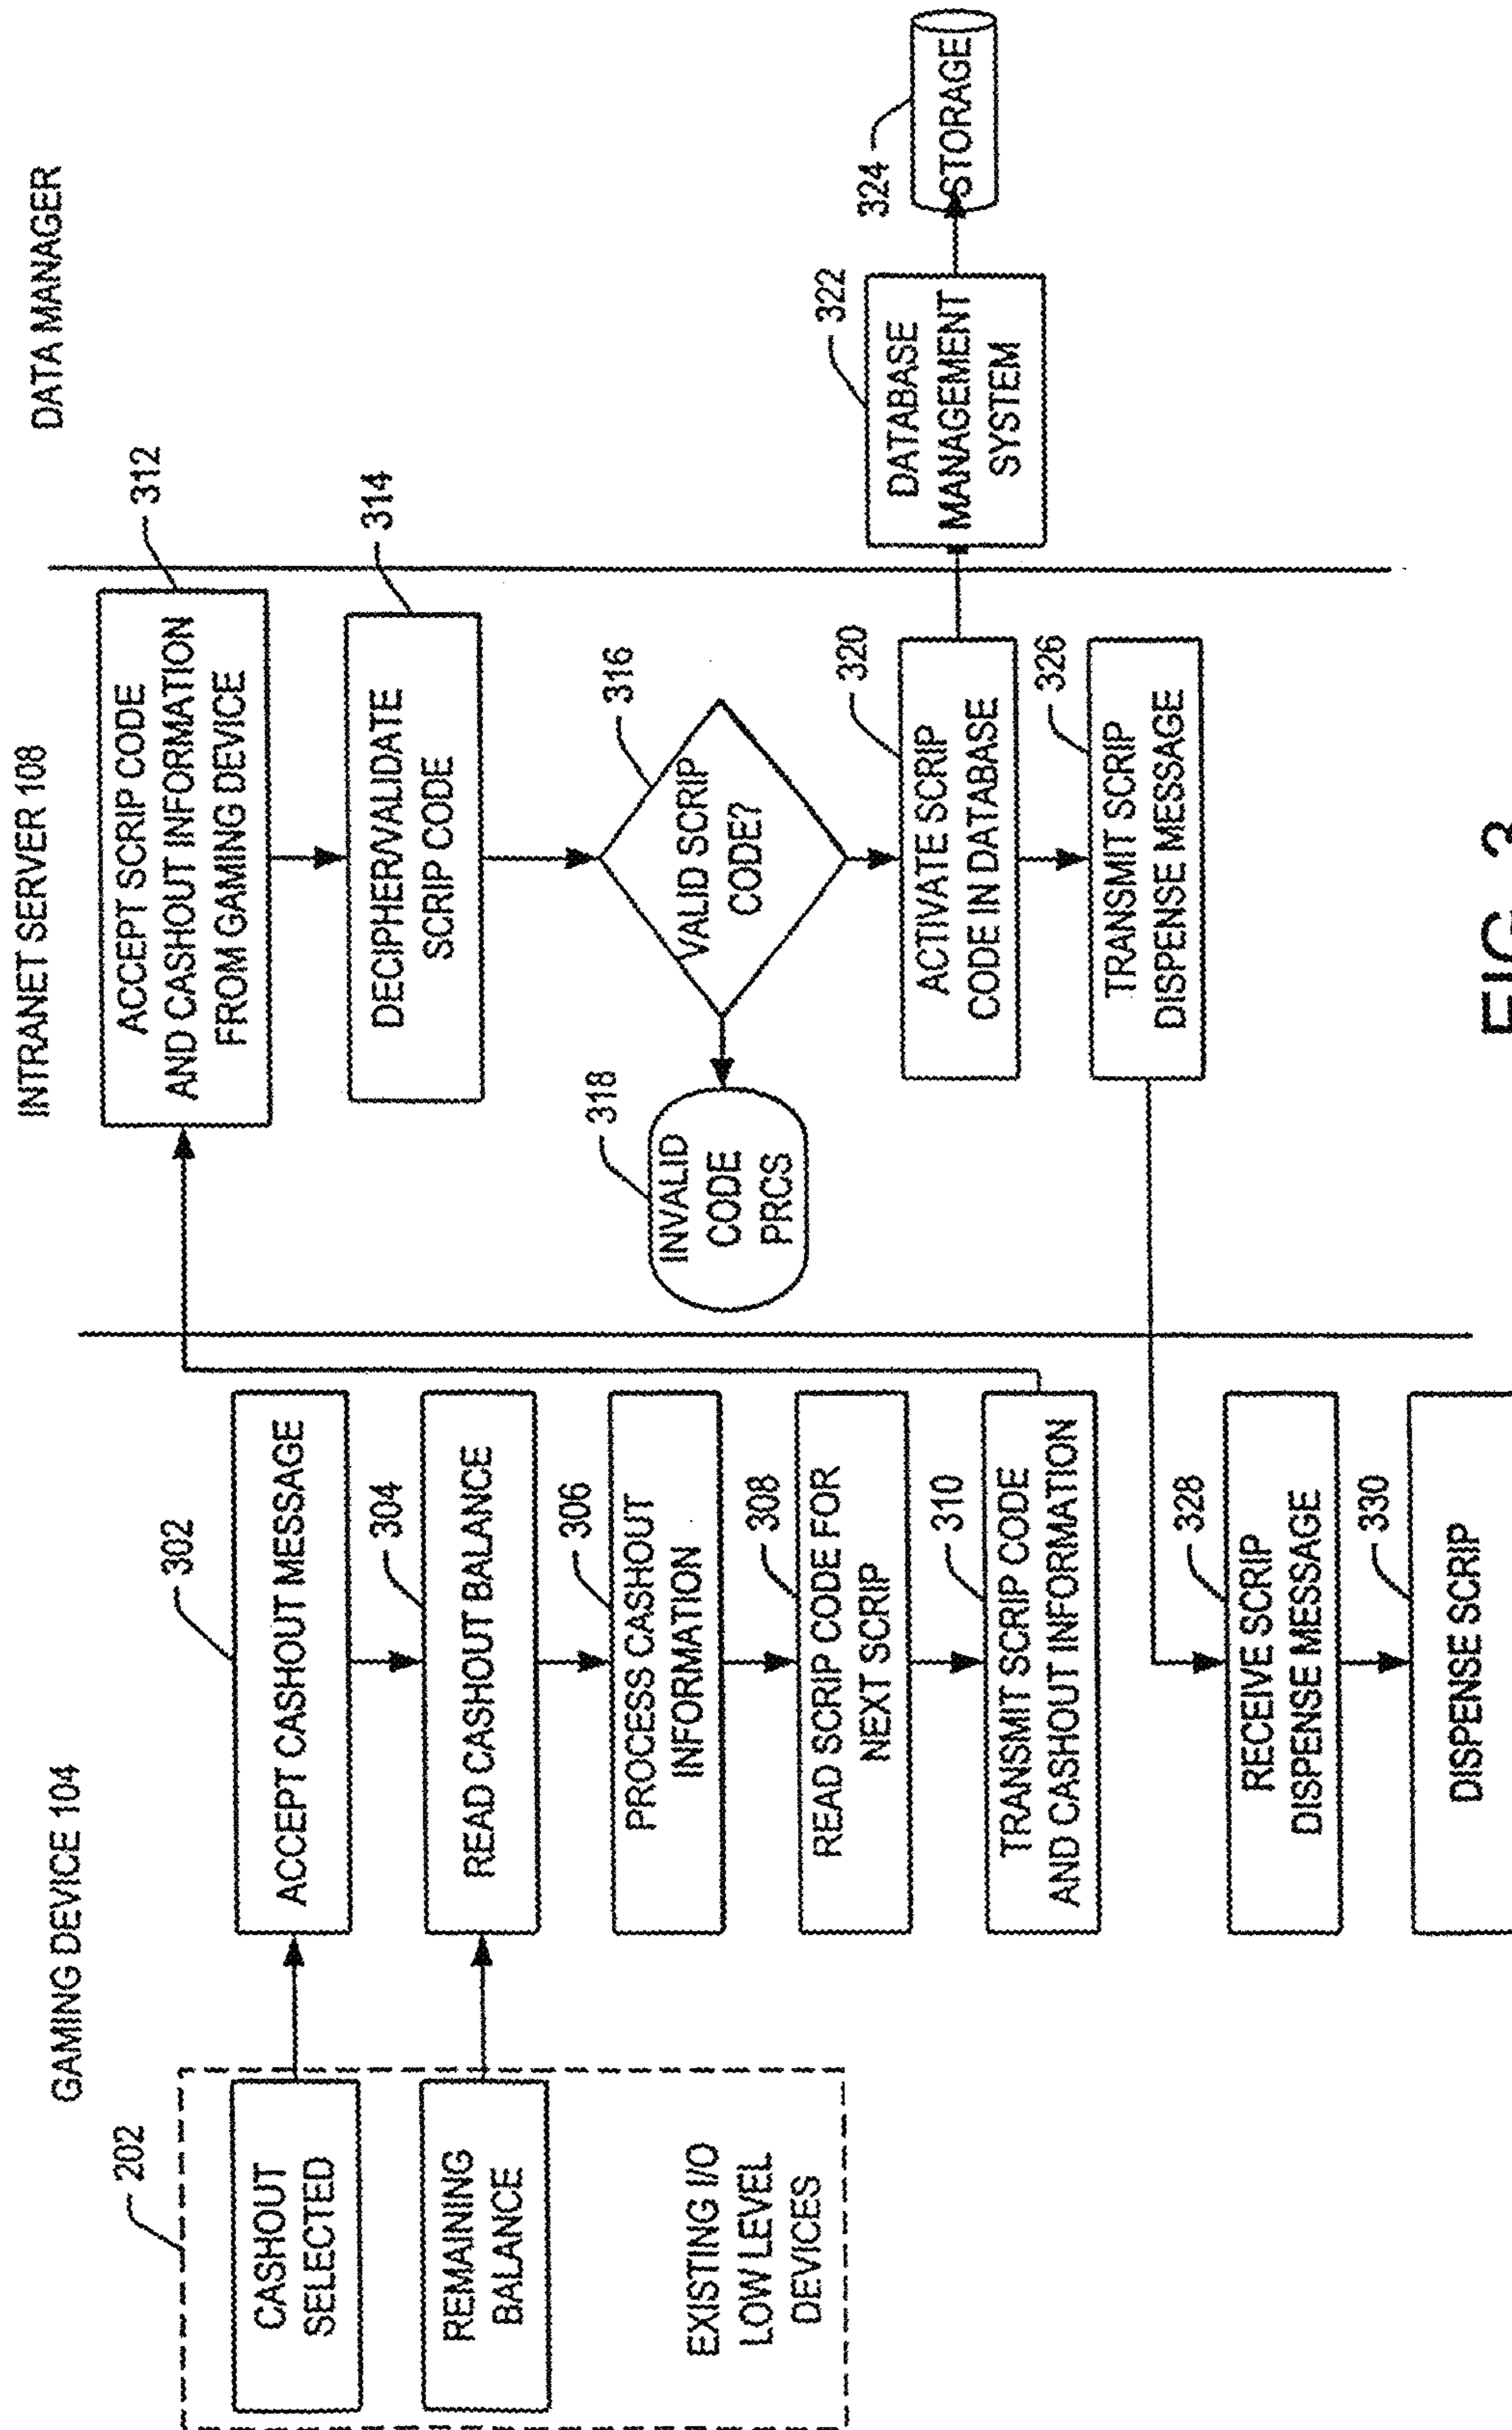 GAMING DEVICE 104
INTRANET SERVER 108
DATA MANAGER
202
CASHOUT
SELECTED
REMAINING
BALANCE
EXISTING I/O
LOW LEVEL
DEVICES
302
ACCEPT CASHOUT MESSAGE
304
READ CASHOUT BALANCE
306
PROCESS CASHOUT
INFORMATION
308
READ SCRIP CODE FOR
NEXT SCRIP
310
TRANSMIT SCRIP CODE
AND CASHOUT INFORMATION
328
RECEIVE SCRIP
DISPENSE MESSAGE
330
DISPENSE SCRIP
312
ACCEPT SCRIP CODE
AND CASHOUT INFORMATION
FROM GAMING DEVICE
314
DECIPHER/VALIDATE
SCRIP CODE
316
VALID SCRIP
CODE?
318
INVALID
CODE
PRCS
320
ACTIVATE SCRIP
CODE IN DATABASE
326
TRANSMIT SCRIP
DISPENSE MESSAGE
322
DATABASE
MANAGEMENT
SYSTEM
324
STORAGE
FIG. 3